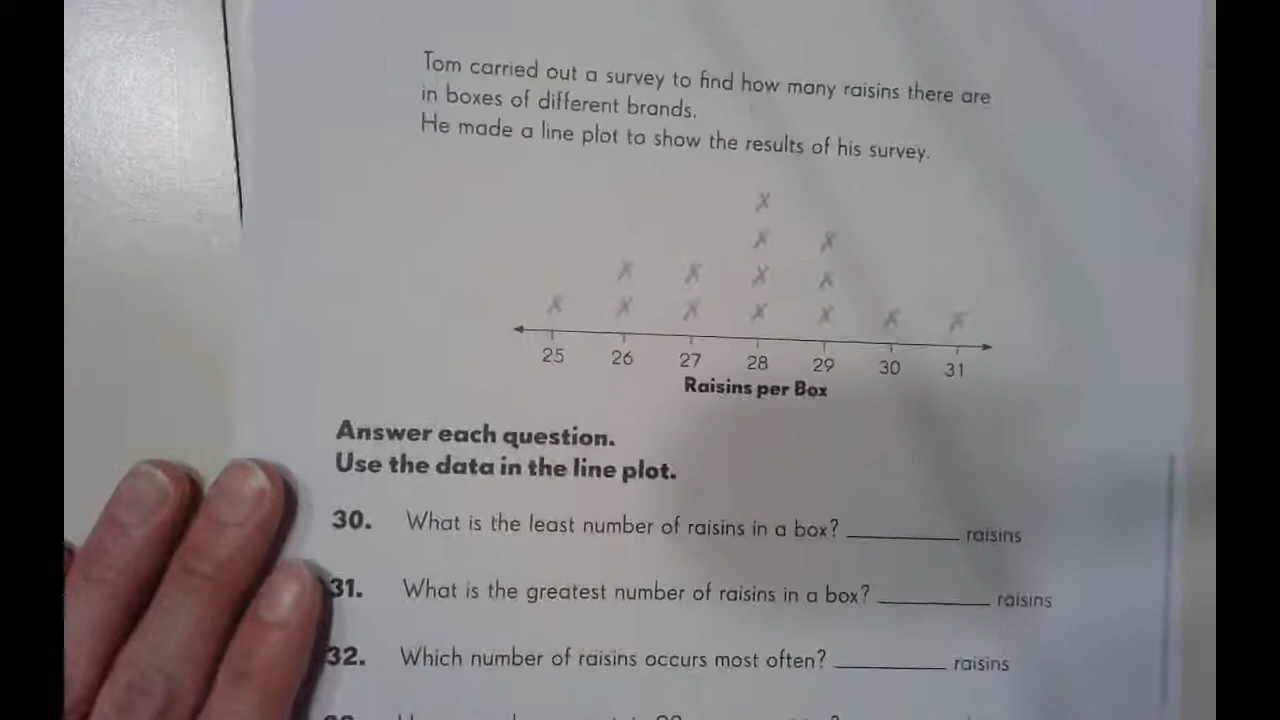 Tom carried out a survey to find how many raisins there are
in boxes of different brands.
He made a line plot to show the results of his survey.
X
X X
X X X X
X X X X X X X
25 26 27 28 29 30 31
Raisins per Box
Answer each question.
Use the data in the line plot.
30. What is the least number of raisins in a box? __________ raisins
31. What is the greatest number of raisins in a box? __________ raisins
32. Which number of raisins occurs most often? __________ raisins